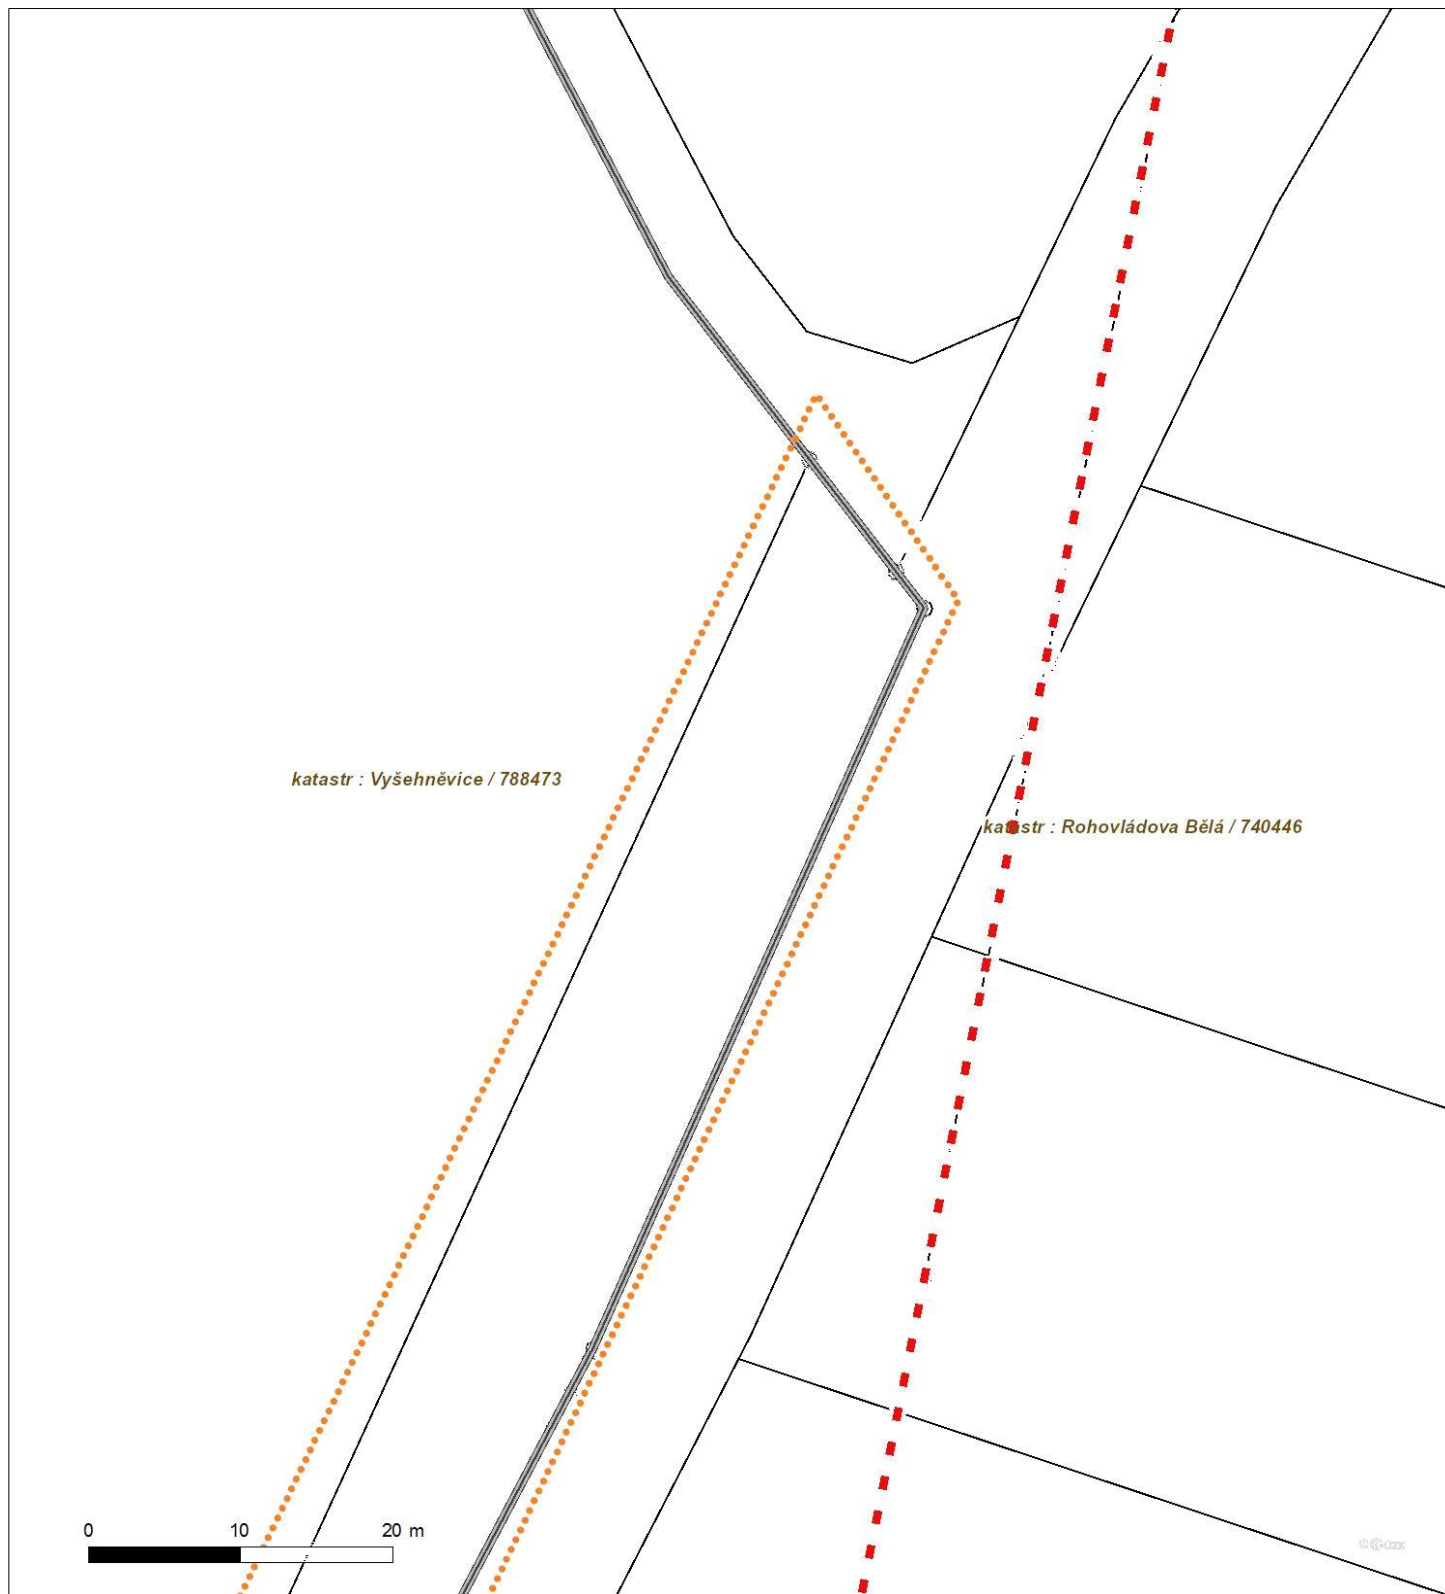 katastr : Vyšehněvice / 788473
katastr : Rohovládova Bělá / 740446
0 10 20 m